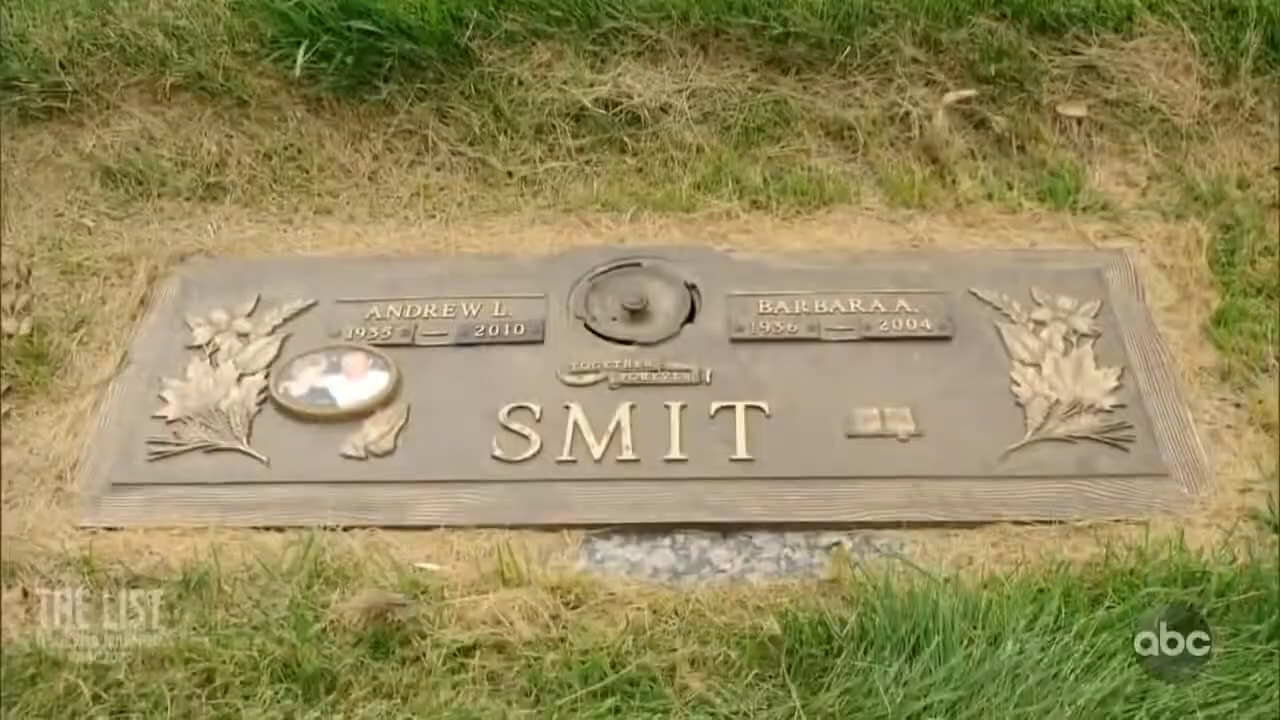 ANDREW L.
1935 — 2010
BARBARA A.
1936 — 2004
TOGETHER
FOREVER
SMIT
THE LIST
abc